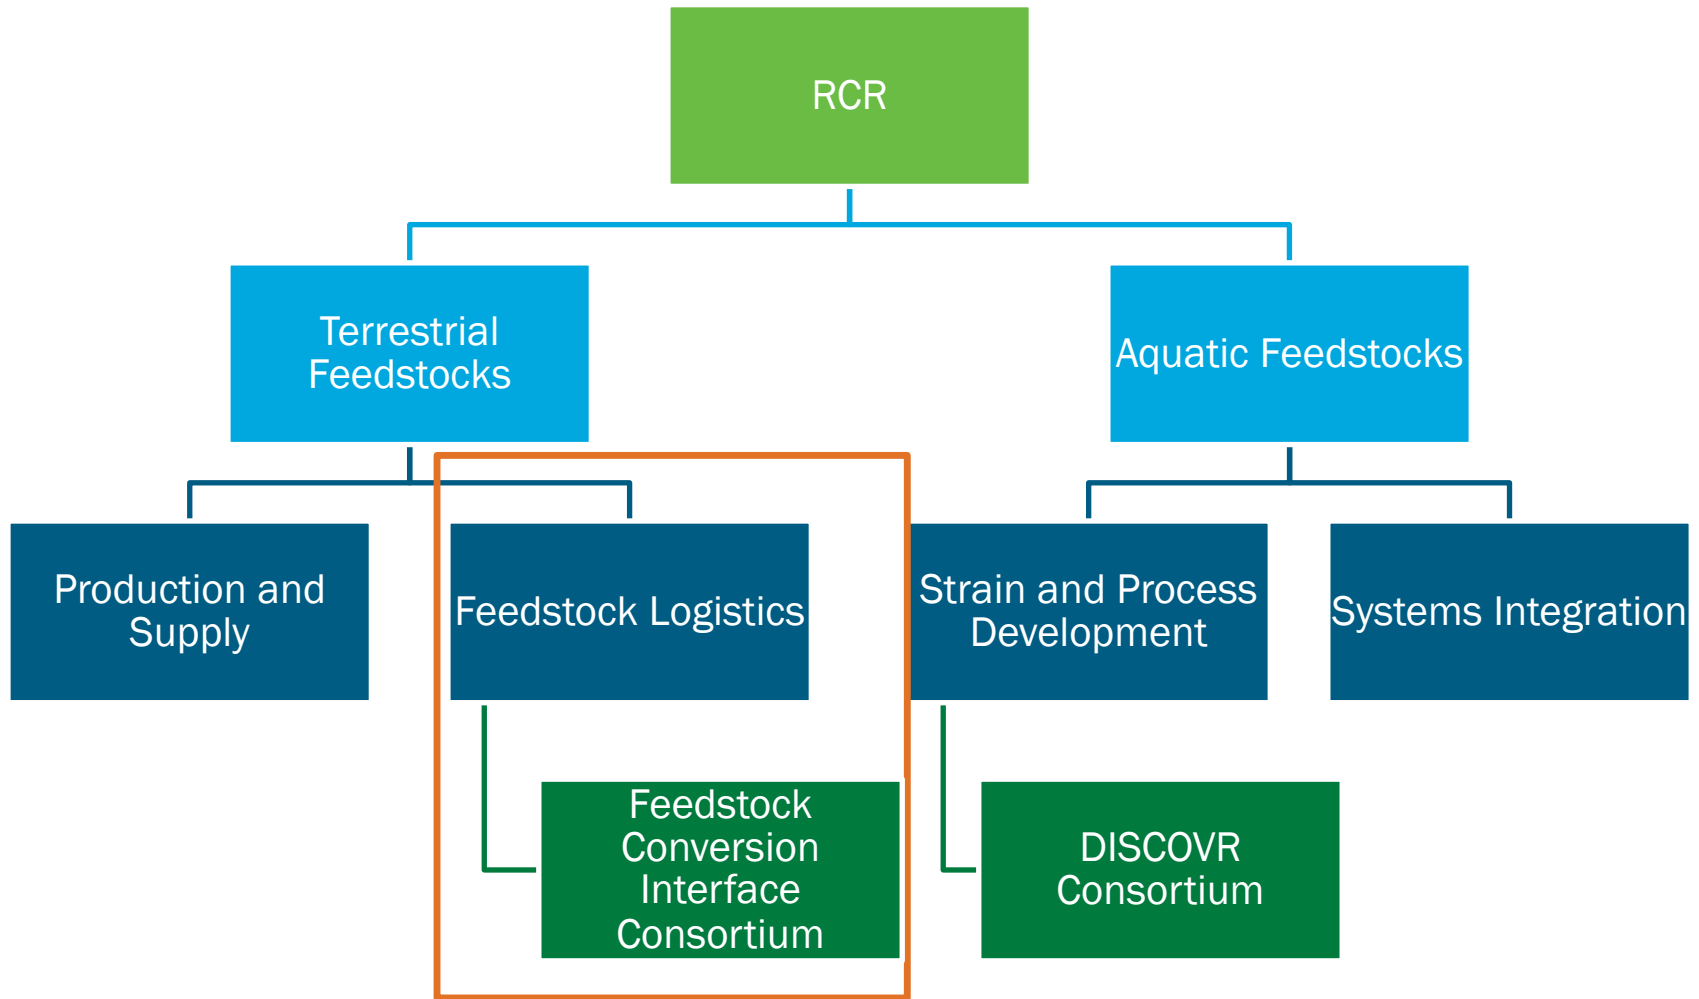 RCR
Terrestrial
Feedstocks
Aquatic Feedstocks
Production and
Supply
Feedstock Logistics
Strain and Process
Development
Systems Integration
Feedstock
Conversion
Interface
Consortium
DISCOVR
Consortium